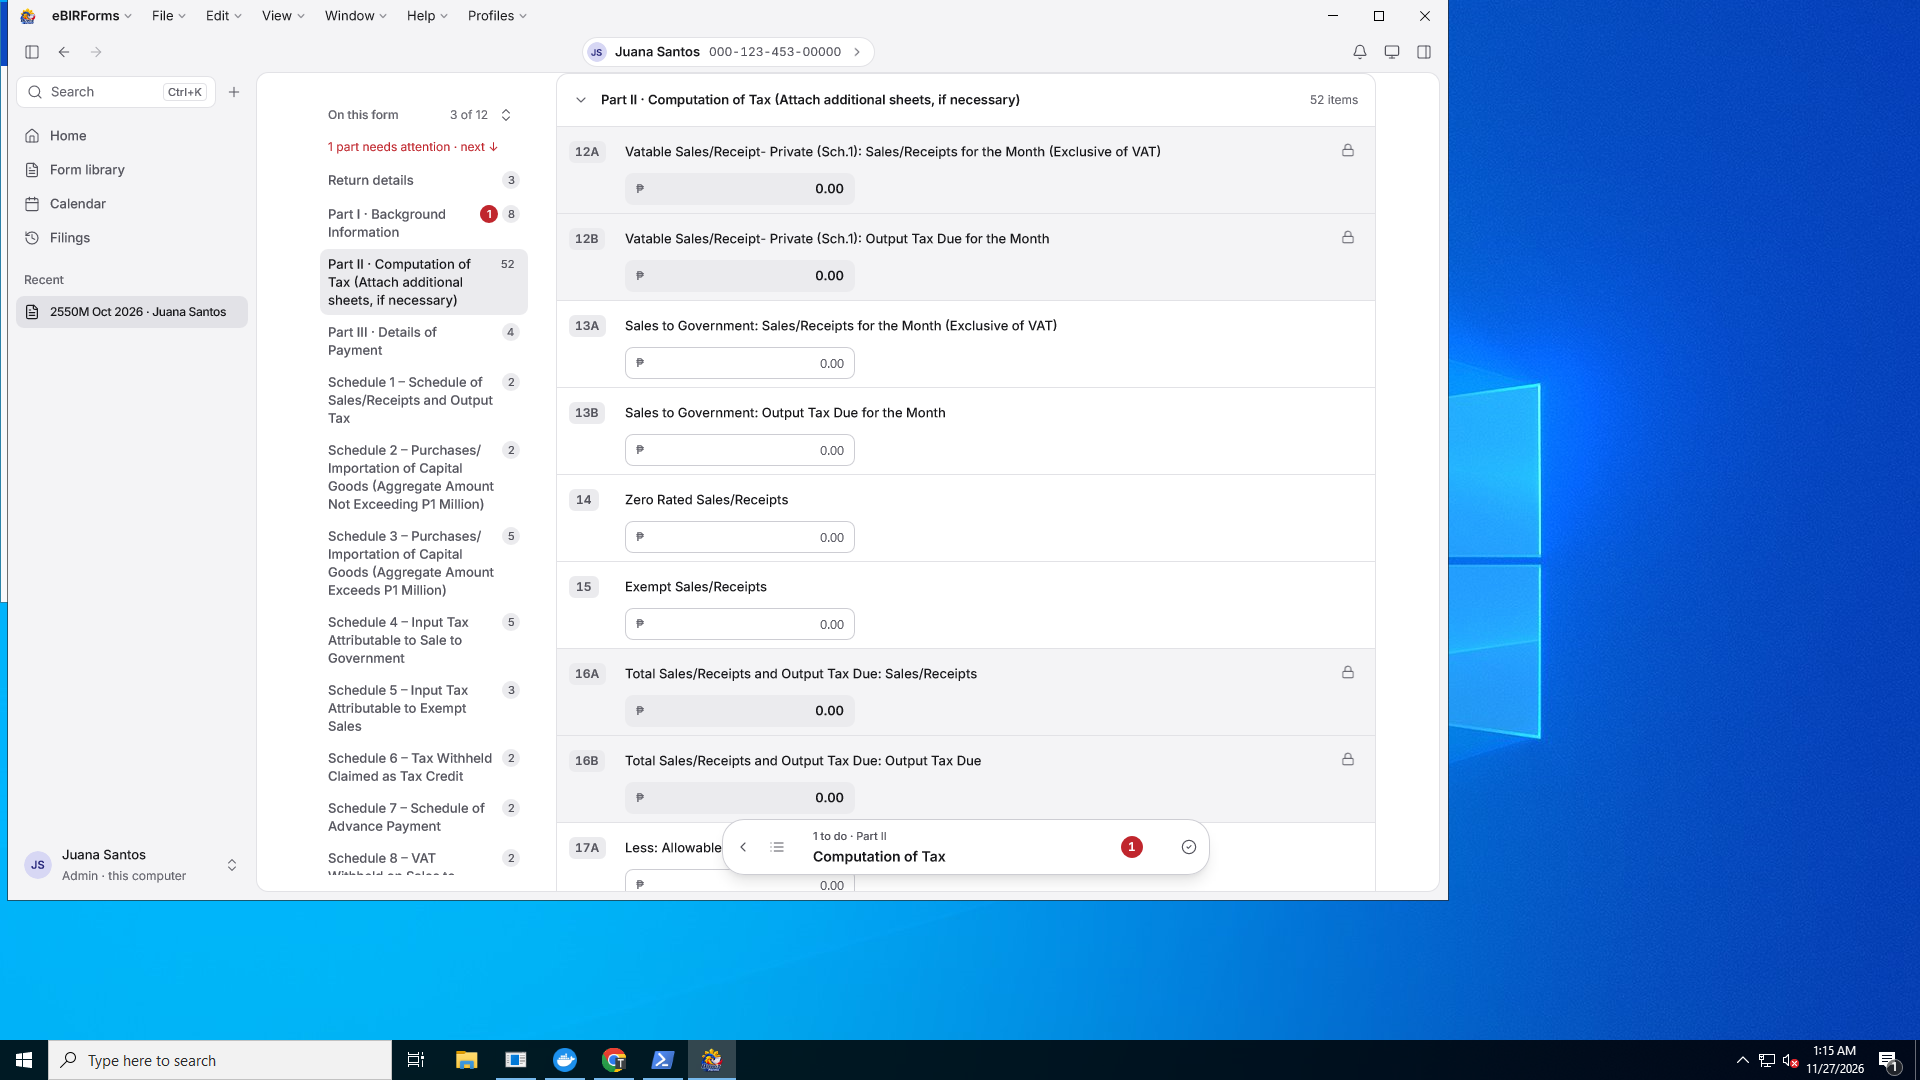 eBIRForms File Edit View Window Help Profiles
JS Juana Santos 000-123-453-00000
Search Ctrl+K
Home
Form library
Calendar
Filings
Recent
2550M Oct 2026 · Juana Santos
JS Juana Santos
Admin · this computer
On this form 3 of 12
1 part needs attention · next ↓
Return details 3
Part I · Background 1 8
Information
Part II · Computation of 52
Tax (Attach additional
sheets, if necessary)
Part III · Details of 4
Payment
Schedule 1 – Schedule of 2
Sales/Receipts and Output
Tax
Schedule 2 – Purchases/ 2
Importation of Capital
Goods (Aggregate Amount
Not Exceeding P1 Million)
Schedule 3 – Purchases/ 5
Importation of Capital
Goods (Aggregate Amount
Exceeds P1 Million)
Schedule 4 – Input Tax 5
Attributable to Sale to
Government
Schedule 5 – Input Tax 3
Attributable to Exempt
Sales
Schedule 6 – Tax Withheld 2
Claimed as Tax Credit
Schedule 7 – Schedule of 2
Advance Payment
Schedule 8 – VAT 2
Withheld on Sales to
Part II · Computation of Tax (Attach additional sheets, if necessary) 52 items
12A Vatable Sales/Receipt- Private (Sch.1): Sales/Receipts for the Month (Exclusive of VAT)
₱ 0.00
12B Vatable Sales/Receipt- Private (Sch.1): Output Tax Due for the Month
₱ 0.00
13A Sales to Government: Sales/Receipts for the Month (Exclusive of VAT)
₱ 0.00
13B Sales to Government: Output Tax Due for the Month
₱ 0.00
14 Zero Rated Sales/Receipts
₱ 0.00
15 Exempt Sales/Receipts
₱ 0.00
16A Total Sales/Receipts and Output Tax Due: Sales/Receipts
₱ 0.00
16B Total Sales/Receipts and Output Tax Due: Output Tax Due
₱ 0.00
17A Less: Allowable
₱ 0.00
1 to do · Part II
Computation of Tax 1
Type here to search
1:15 AM
11/27/2026
1